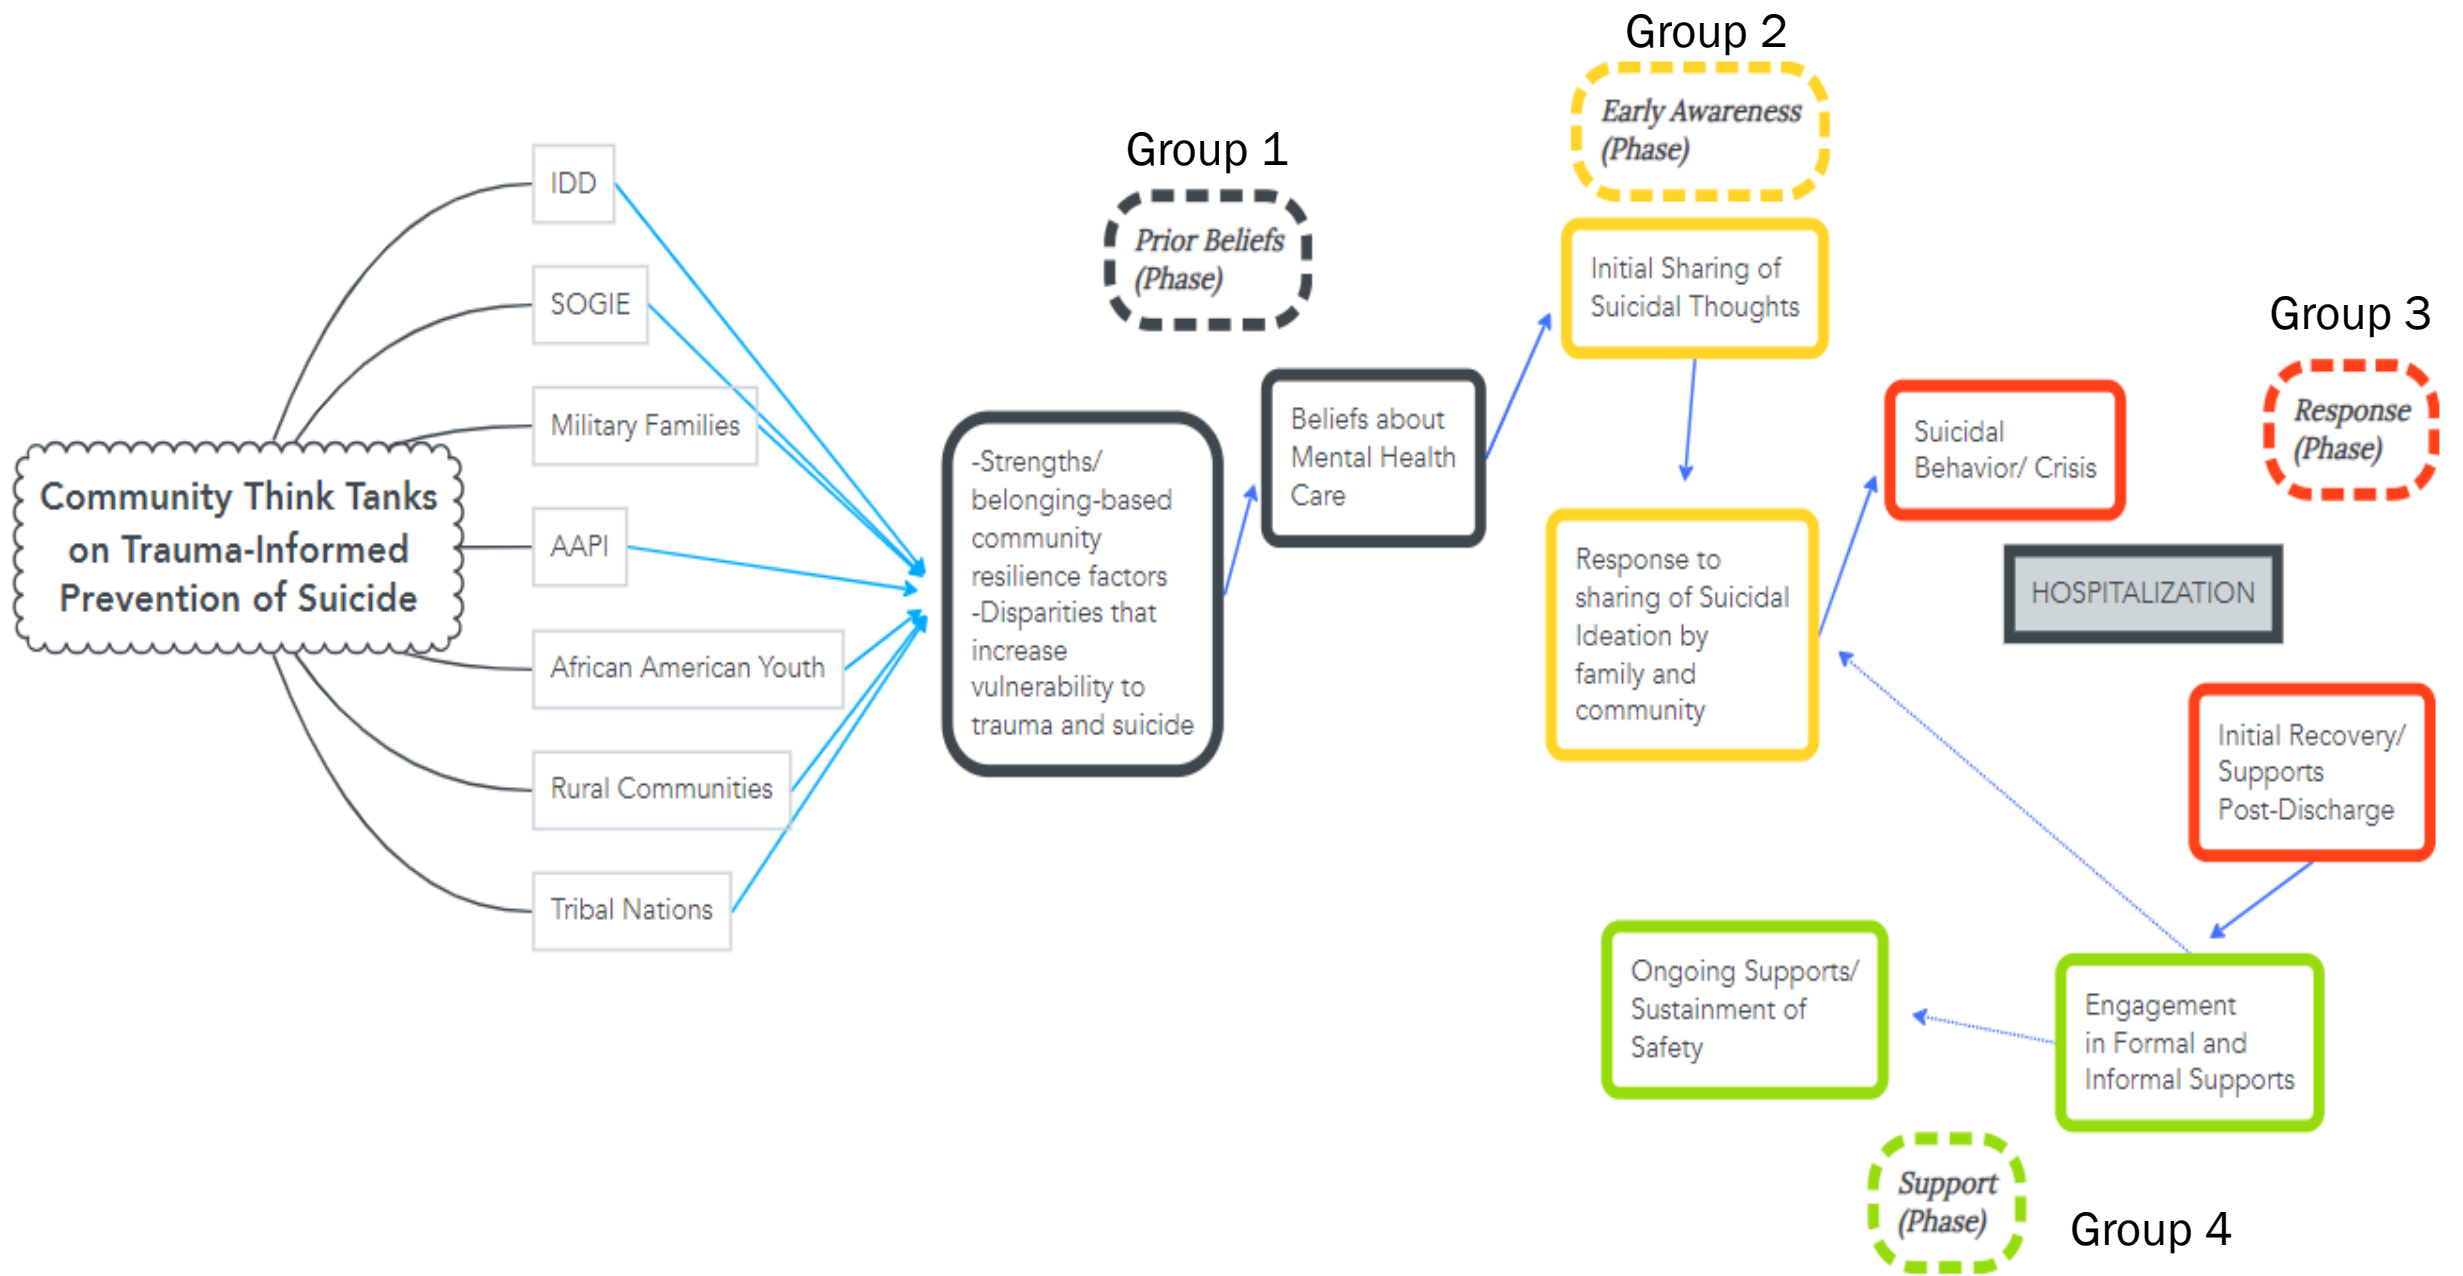 Community Think Tanks
on Trauma-Informed
Prevention of Suicide
IDD
SOGIE
Military Families
AAPI
African American Youth
Rural Communities
Tribal Nations
-Strengths/
belonging-based
community
resilience factors
-Disparities that
increase
vulnerability to
trauma and suicide
Group 1
Prior Beliefs
(Phase)
Beliefs about
Mental Health
Care
Group 2
Early Awareness
(Phase)
Initial Sharing of
Suicidal Thoughts
Response to
sharing of Suicidal
Ideation by
family and
community
Group 3
Response
(Phase)
Suicidal
Behavior/ Crisis
HOSPITALIZATION
Initial Recovery/
Supports
Post-Discharge
Engagement
in Formal and
Informal Supports
Ongoing Supports/
Sustainment of
Safety
Support
(Phase)
Group 4